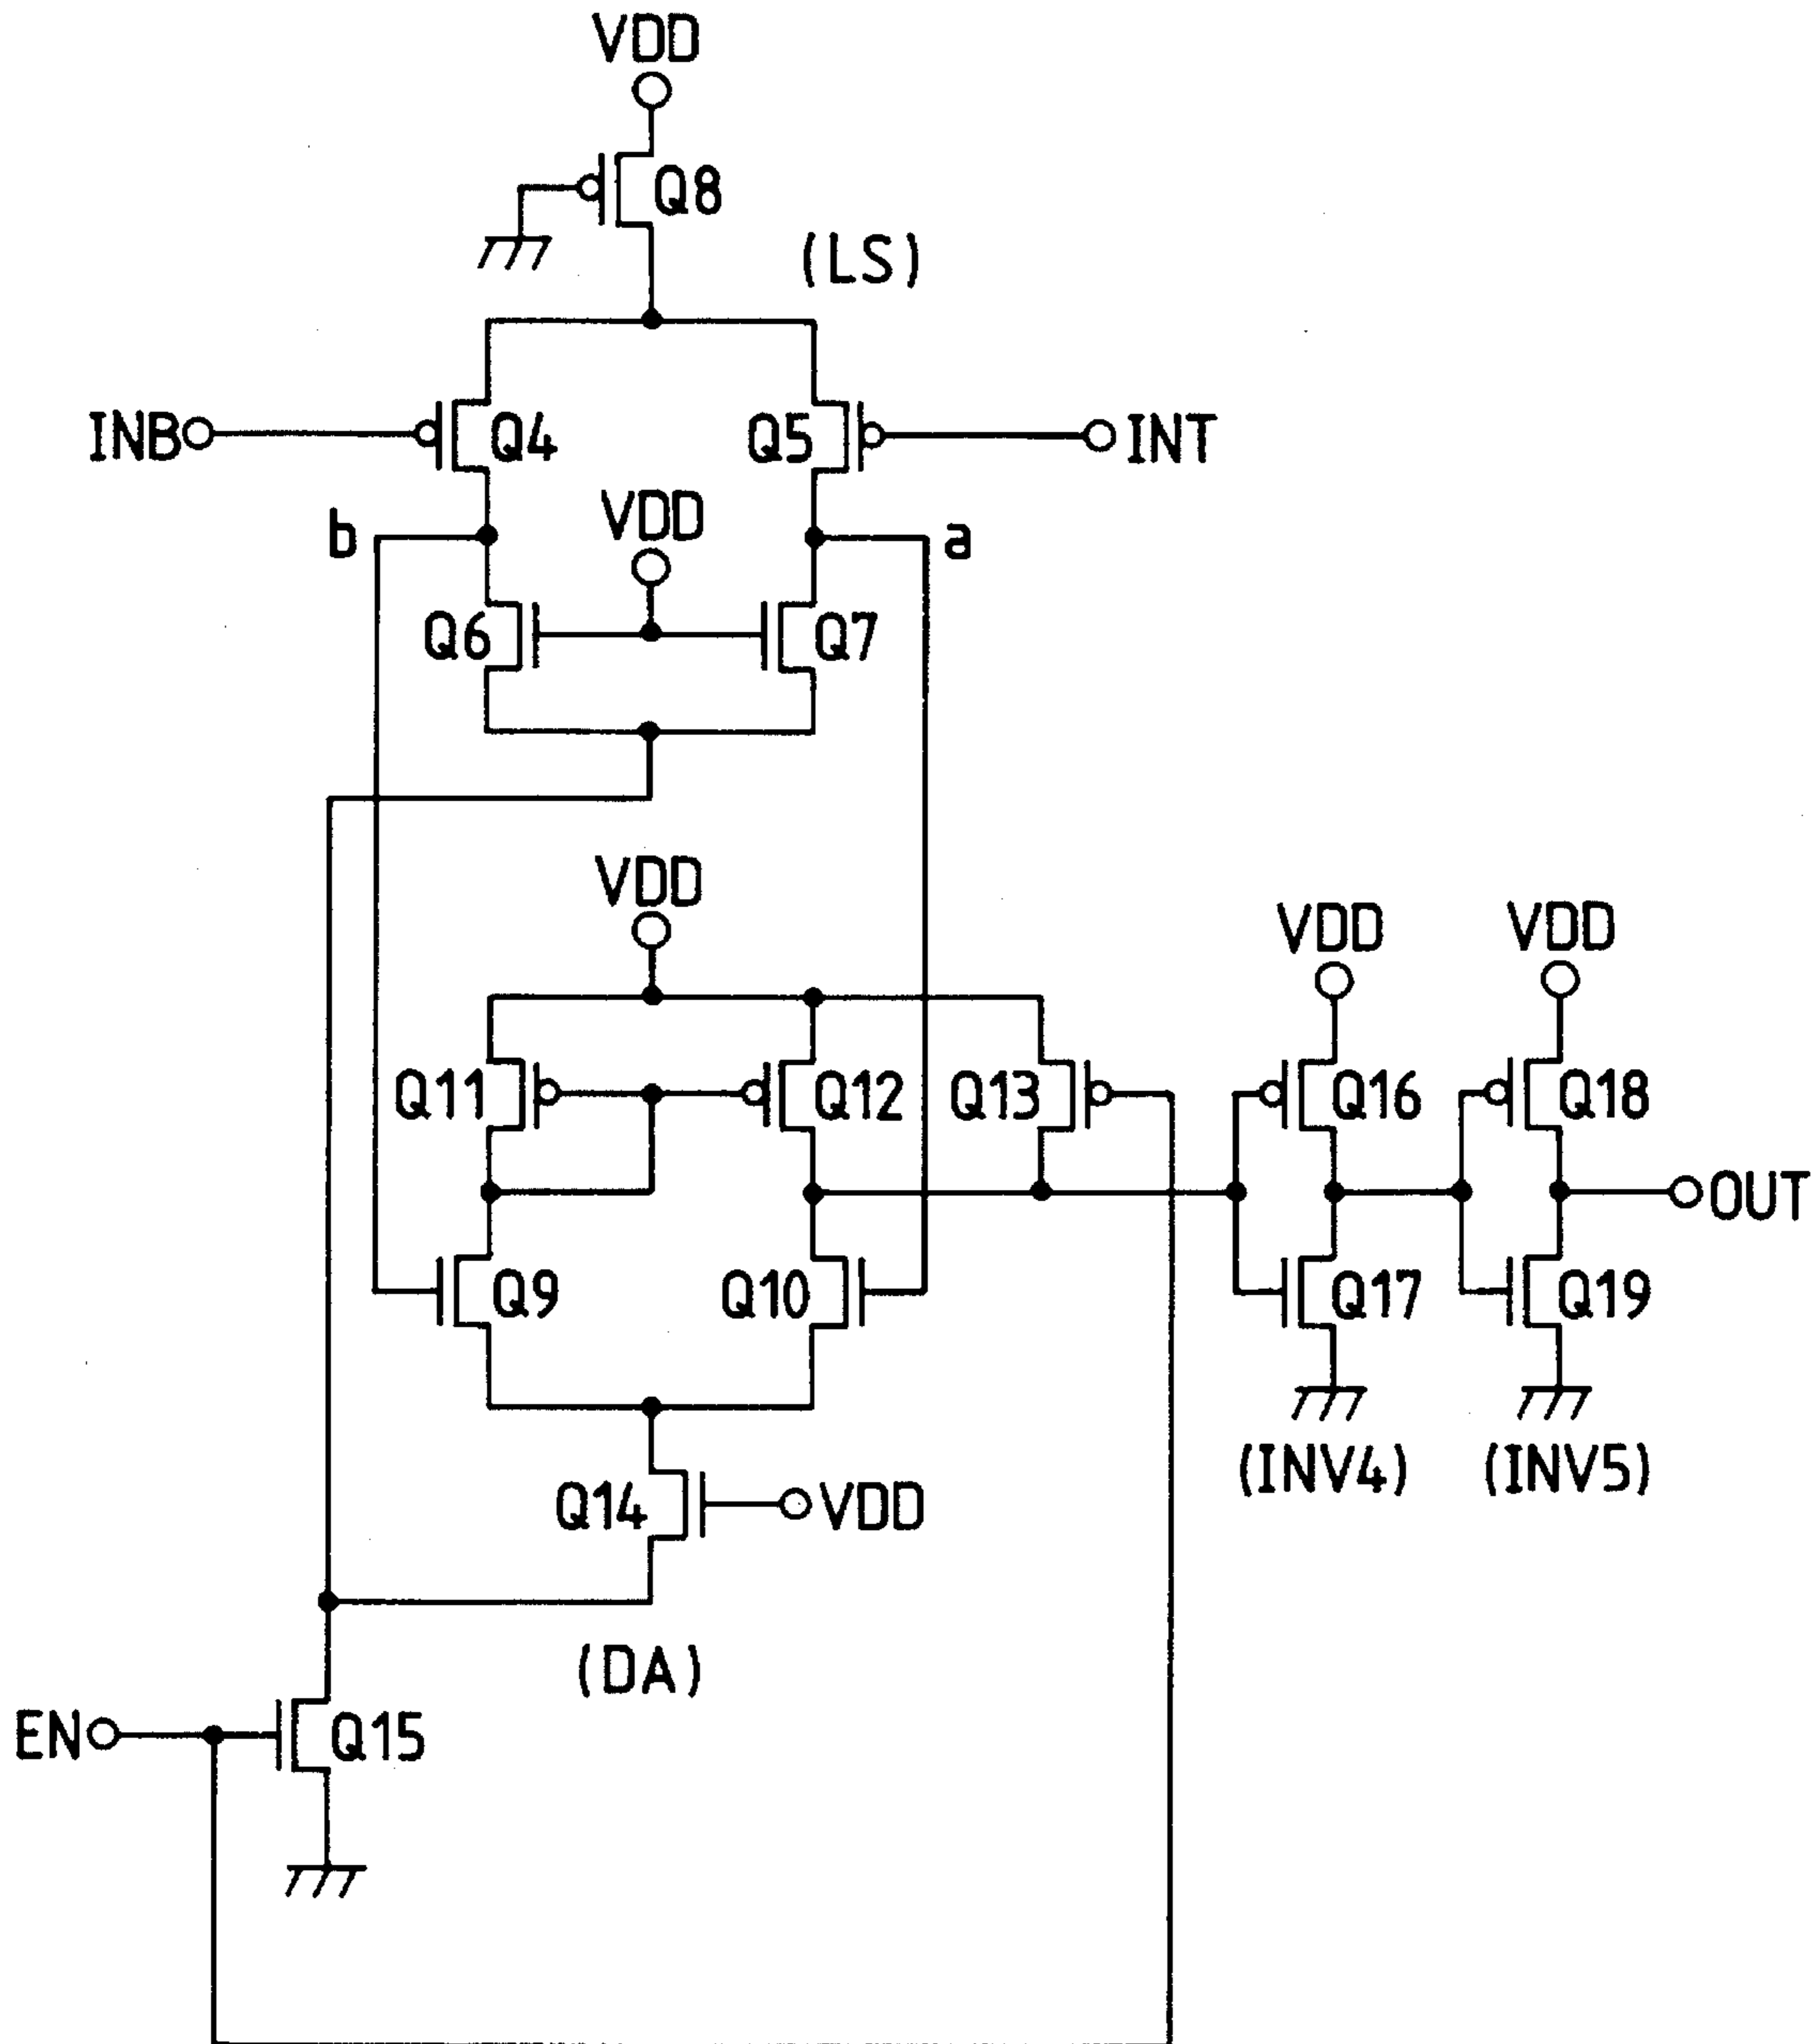 VDD
Q8
(LS)
INB
Q4
Q5
INT
VDD
b
a
Q6
Q7
VDD
VDD
VDD
Q11
Q12
Q13
Q16
Q18
OUT
Q9
Q10
Q17
Q19
(INV4)
(INV5)
Q14
VDD
(DA)
EN
Q15